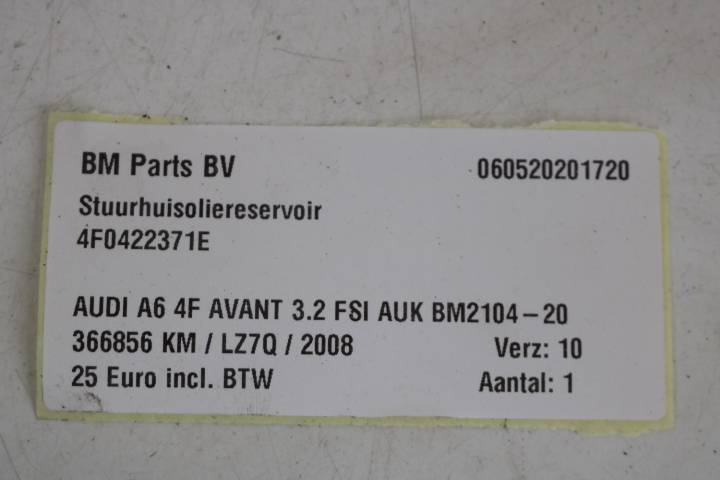 BM Parts BV 060520201720
Stuurhuisoliereservoir
4F0422371E
AUDI A6 4F AVANT 3.2 FSI AUK BM2104-20
366856 KM / LZ7Q / 2008 Verz: 10
25 Euro incl. BTW Aantal: 1